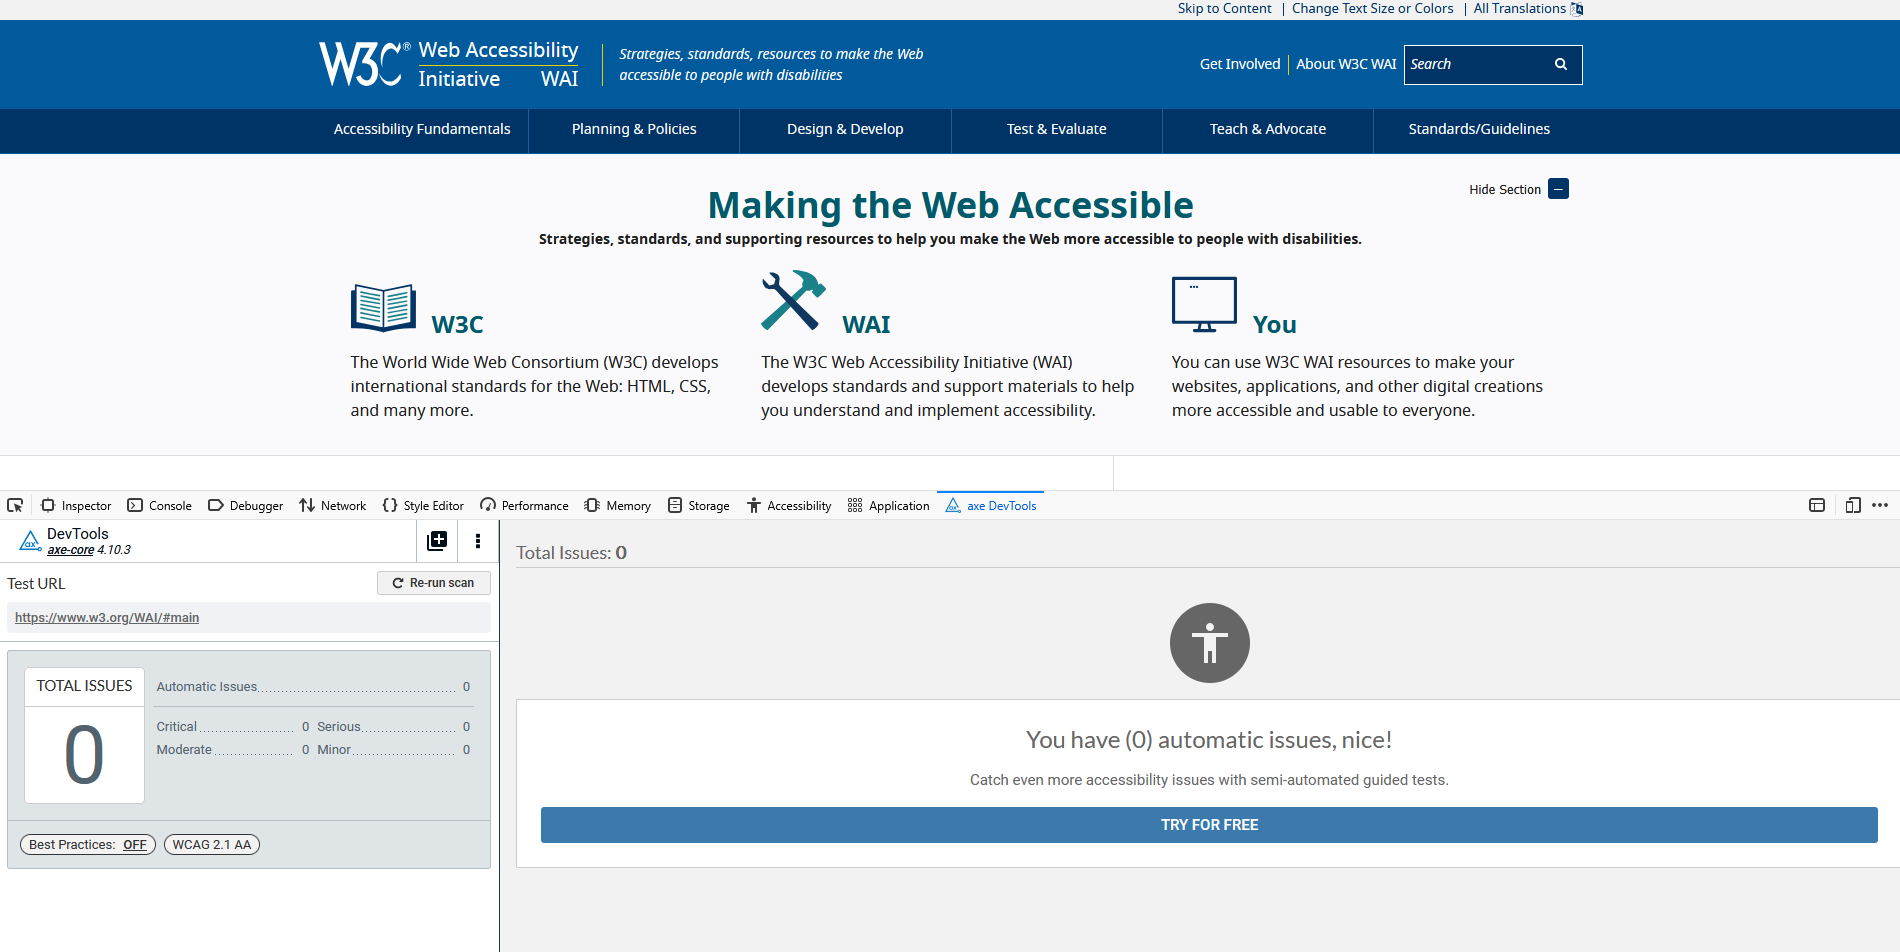 Skip to Content | Change Text Size or Colors | All Translations
W3C® Web Accessibility Initiative WAI
Strategies, standards, resources to make the Web
accessible to people with disabilities
Get Involved About W3C WAI Search
Accessibility Fundamentals Planning & Policies Design & Develop Test & Evaluate Teach & Advocate Standards/Guidelines
Hide Section
Making the Web Accessible
Strategies, standards, and supporting resources to help you make the Web more accessible to people with disabilities.
W3C
The World Wide Web Consortium (W3C) develops
international standards for the Web: HTML, CSS,
and many more.
WAI
The W3C Web Accessibility Initiative (WAI)
develops standards and support materials to help
you understand and implement accessibility.
You
You can use W3C WAI resources to make your
websites, applications, and other digital creations
more accessible and usable to everyone.
Inspector Console Debugger Network Style Editor Performance Memory Storage Accessibility Application axe DevTools
DevTools
axe-core 4.10.3
Test URL Re-run scan
https://www.w3.org/WAI/#main
TOTAL ISSUES
0
Automatic Issues 0
Critical 0 Serious 0
Moderate 0 Minor 0
Best Practices: OFF WCAG 2.1 AA
Total Issues: 0
You have (0) automatic issues, nice!
Catch even more accessibility issues with semi-automated guided tests.
TRY FOR FREE